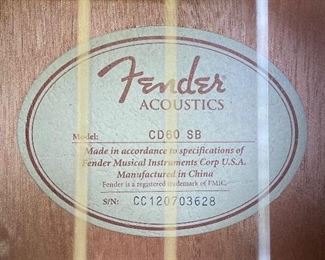 Fender
ACOUSTICS
Model: CD60 SB
Made in accordance to specifications of
Fender Musical Instruments Corp U.S.A.
Manufactured in China
Fender is a registered trademark of FMIC.
S/N: CC120703628